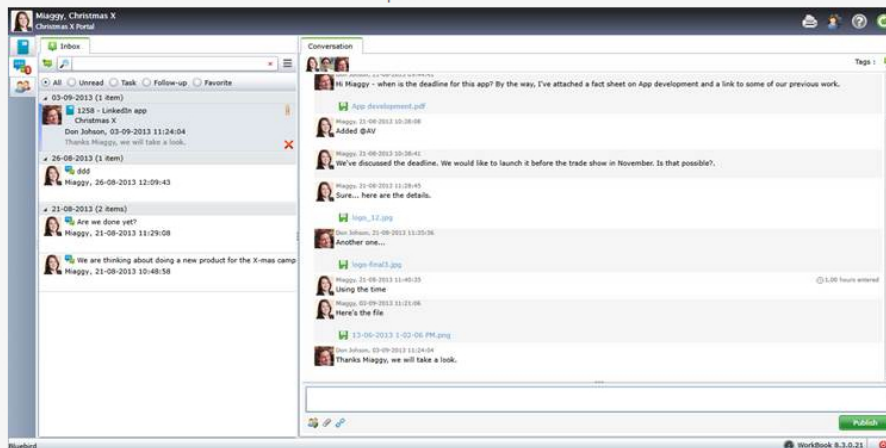 Miaggy, Christmas X
Christmas X Portal
Inbox
All Unread Task Follow-up Favorite
03-09-2013 (1 item)
1258 - LinkedIn app
Christmas X
Don Johson, 03-09-2013 11:24:04
Thanks Miaggy, we will take a look.
26-08-2013 (1 item)
ddd
Miaggy, 26-08-2013 12:09:43
21-08-2013 (2 items)
Are we done yet?
Miaggy, 21-08-2013 11:29:08
We are thinking about doing a new product for the X-mas camp
Miaggy, 21-08-2013 10:48:58
Conversation
Tags :
Hi Miaggy - when is the deadline for this app? By the way, I've attached a fact sheet on App development and a link to some of our previous work.
App development.pdf
Miaggy, 21-08-2013 10:28:08
Added @AV
Miaggy, 21-08-2013 10:28:41
We've discussed the deadline. We would like to launch it before the trade show in November. Is that possible?.
Miaggy, 21-08-2013 11:28:45
Sure... here are the details.
logo_12.jpg
Don Johson, 21-08-2013 11:35:36
Another one...
logo-final3.jpg
Miaggy, 21-08-2013 11:40:35
1,00 hours entered
Using the time
Miaggy, 02-09-2013 11:21:06
Here's the file
13-06-2013 1-02-06 PM.png
Don Johson, 03-09-2013 11:24:04
Thanks Miaggy, we will take a look.
Publish
Bluebird
WorkBook 8.3.0.21